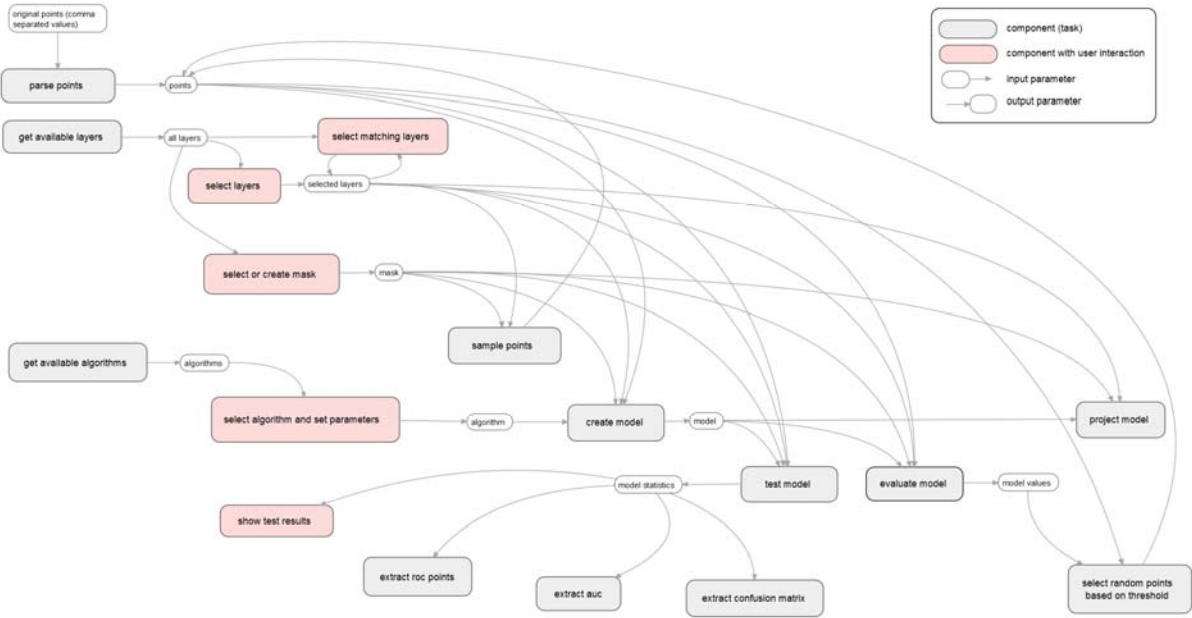 original points (comma
separated values)
component (task)
component with user interaction
input parameter
output parameter
parse points
points
get available layers
all layers
select matching layers
select layers
selected layers
select or create mask
mask
sample points
get available algorithms
algorithms
select algorithm and set parameters
algorithm
create model
model
project model
model statistics
test model
evaluate model
model values
show test results
extract roc points
extract auc
extract confusion matrix
select random points
based on threshold